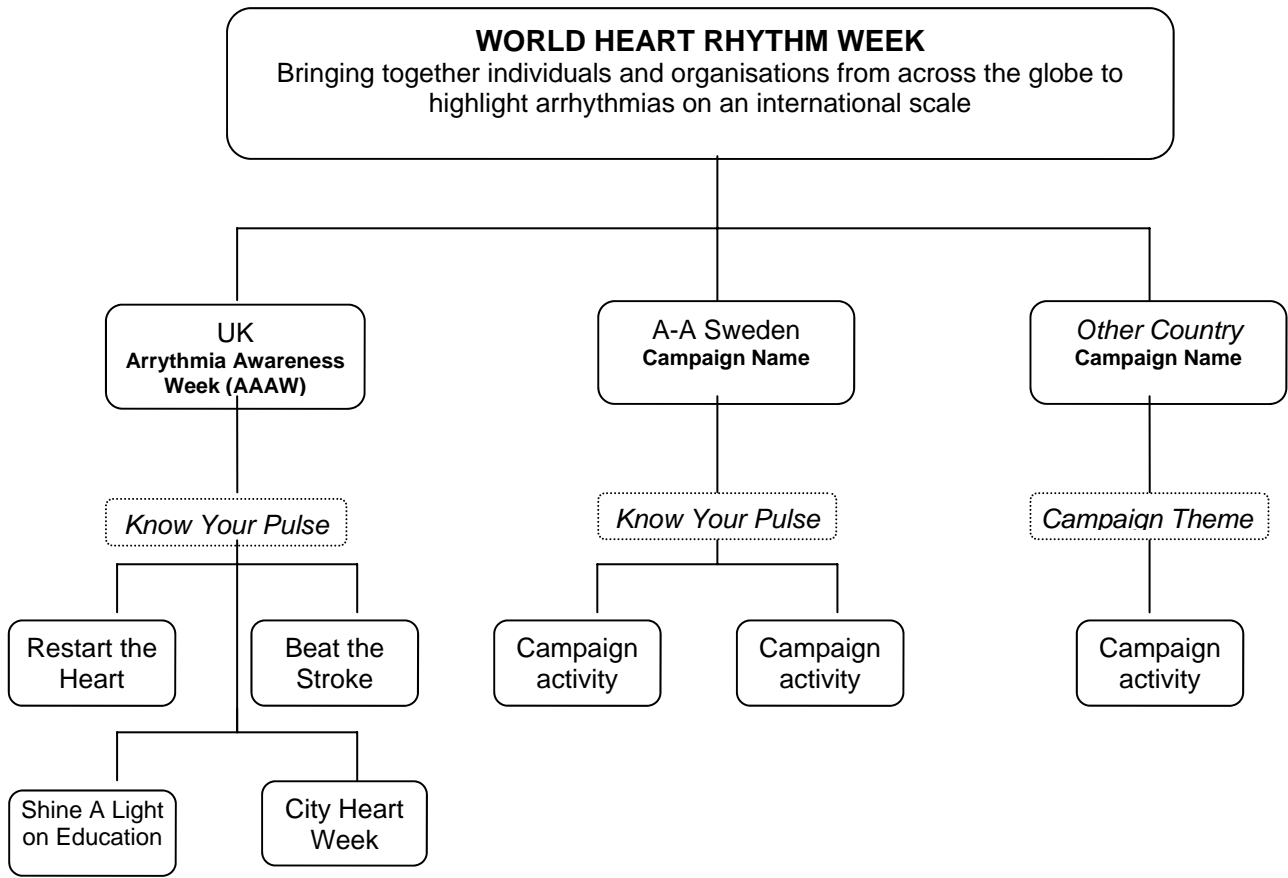 WORLD HEART RHYTHM WEEK
Bringing together individuals and organisations from across the globe to
highlight arrhythmias on an international scale
UK
Arrythmia Awareness
Week (AAAW)
A-A Sweden
Campaign Name
Other Country
Campaign Name
Know Your Pulse
Know Your Pulse
Campaign Theme
Restart the
Heart
Beat the
Stroke
Campaign
activity
Campaign
activity
Campaign
activity
Shine A Light
on Education
City Heart
Week